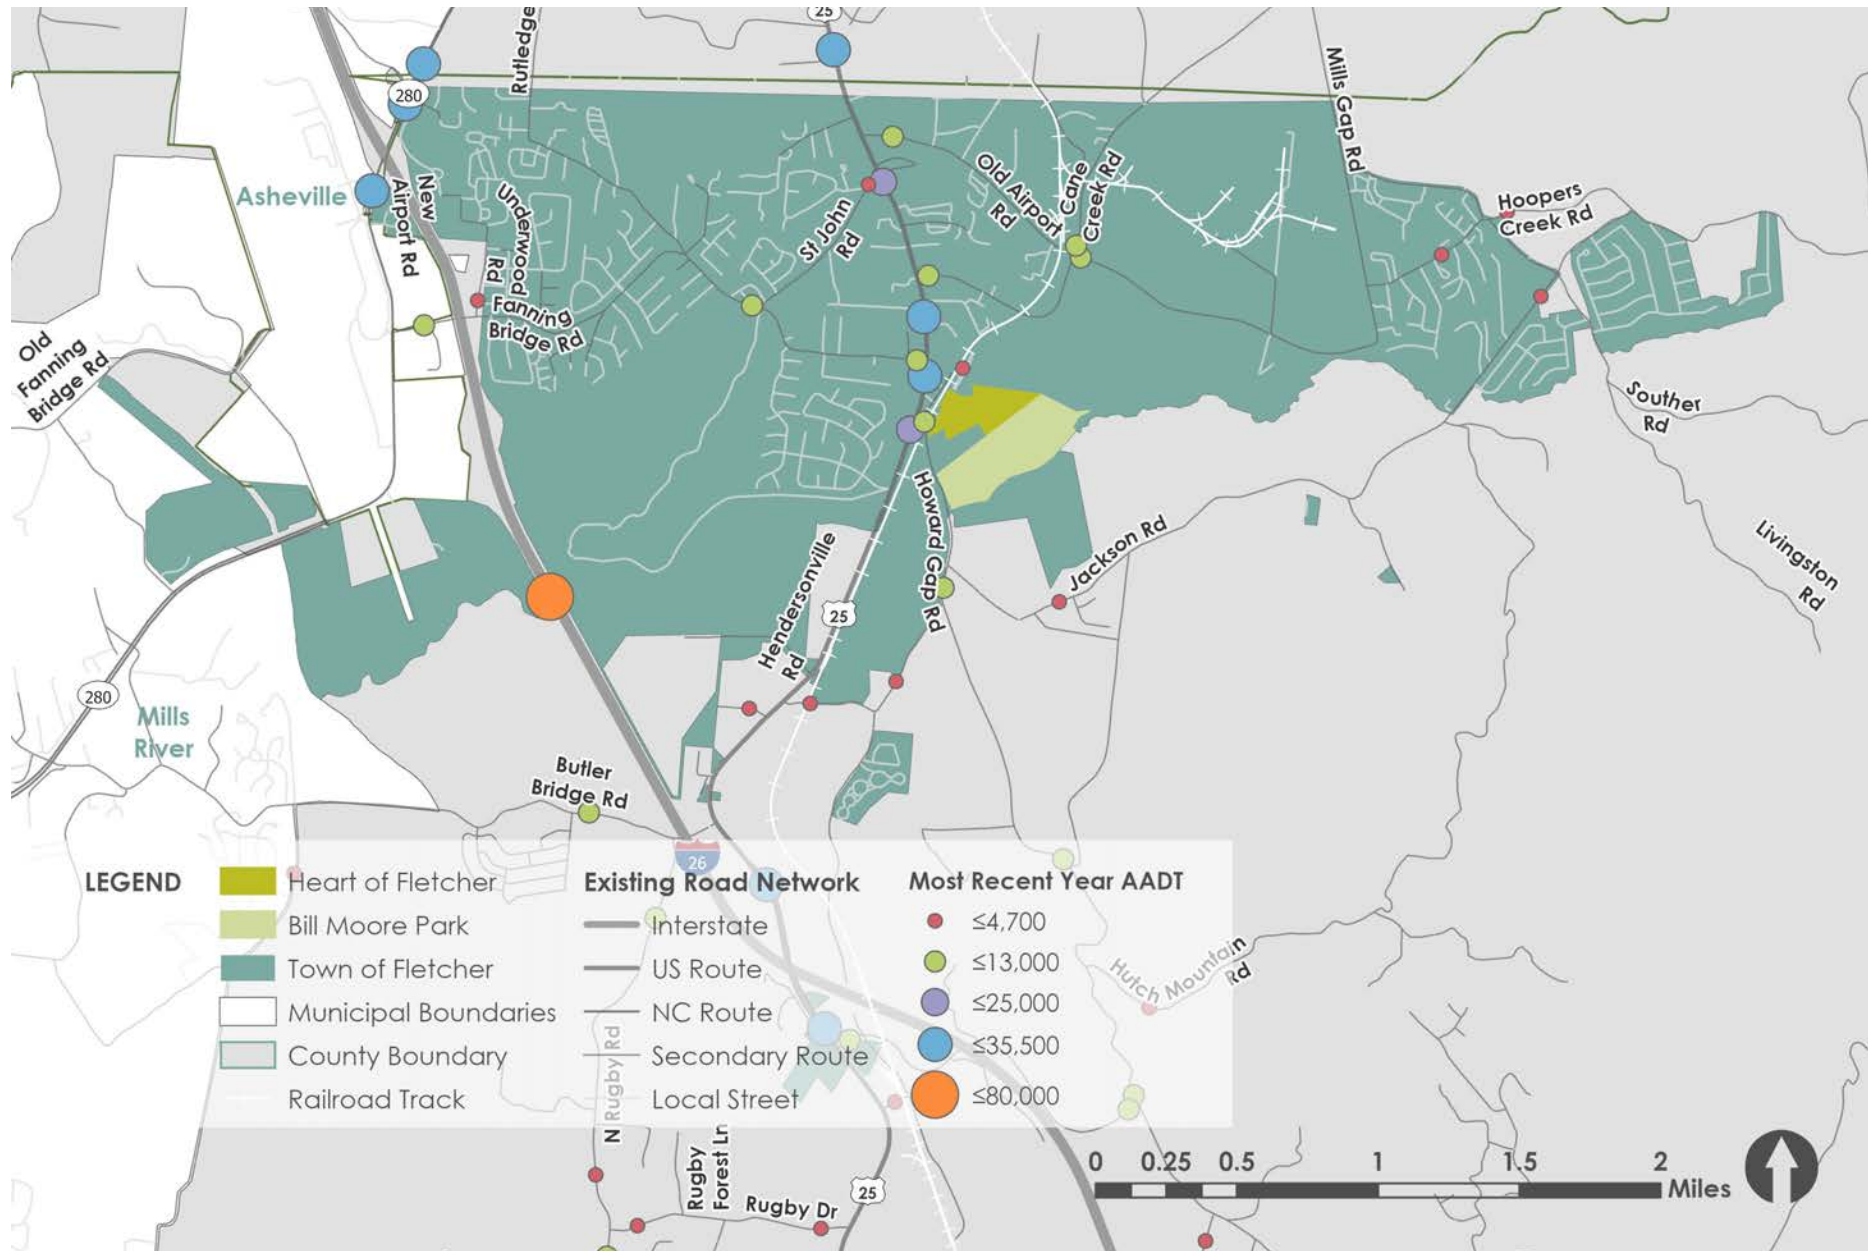 25
Rutledge
280
Mills Gap Rd
Asheville
New
Airport Rd
Underwood
Rd
Old Airport
Rd
Cane
Creek Rd
Hoopers
Creek Rd
St John
Rd
Fanning
Bridge Rd
Old
Fanning
Bridge Rd
Souther
Rd
Howard Gap Rd
Jackson Rd
Livingston
Rd
Hendersonville
Rd
25
280
Mills
River
Butler
Bridge Rd
26
LEGEND
Heart of Fletcher
Bill Moore Park
Town of Fletcher
Municipal Boundaries
County Boundary
Railroad Track
Existing Road Network
Interstate
US Route
NC Route
Secondary Route
Local Street
Most Recent Year AADT
≤4,700
≤13,000
≤25,000
≤35,500
≤80,000
Hutch Mountain
Rd
N Rugby Rd
Rugby
Forest Ln
Rugby Dr
25
0 0.25 0.5 1 1.5 2
Miles